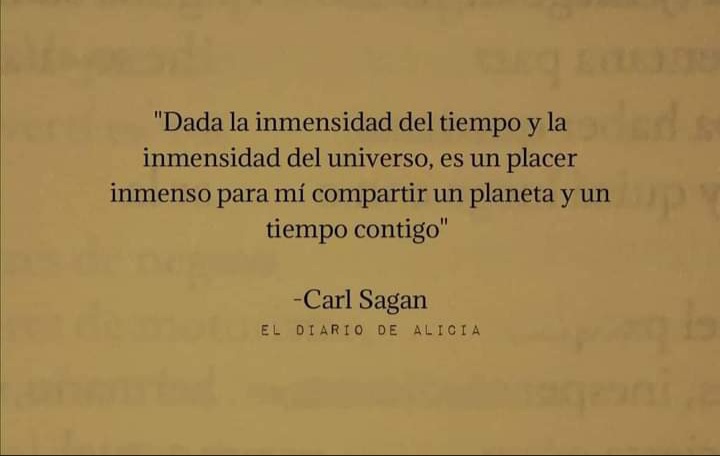 "Dada la inmensidad del tiempo y la
inmensidad del universo, es un placer
inmenso para mí compartir un planeta y un
tiempo contigo"
-Carl Sagan
EL DIARIO DE ALICIA